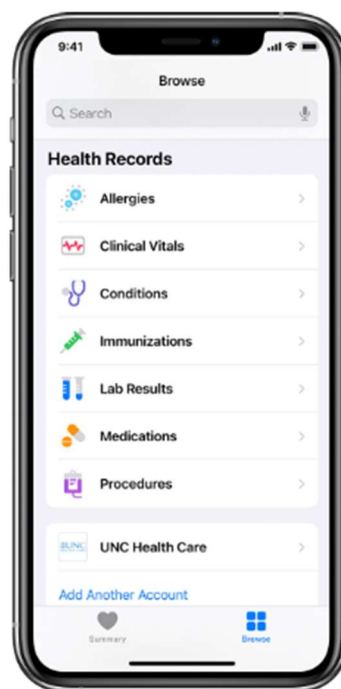 9:41
Browse
Search
Health Records
Allergies
Clinical Vitals
Conditions
Immunizations
Lab Results
Medications
Procedures
UNC
UNC Health Care
Add Another Account
Summary
Browse